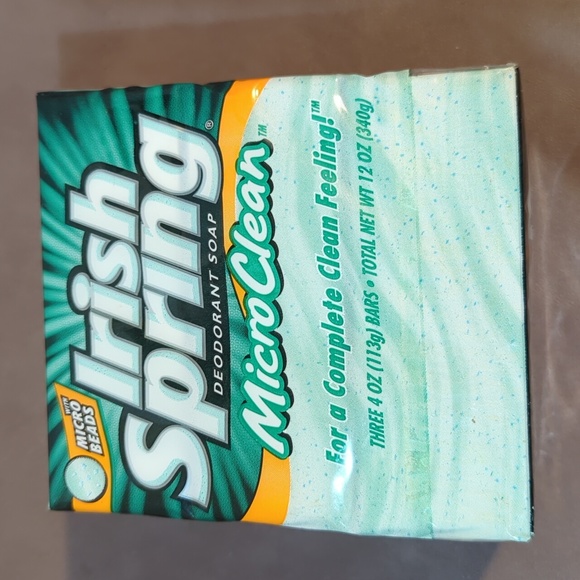 WITH
MICRO
BEADS
Irish
Spring®
DEODORANT SOAP
MicroClean™
For a Complete Clean Feeling!™
THREE 4 OZ (113g) BARS • TOTAL NET WT 12 OZ (340g)